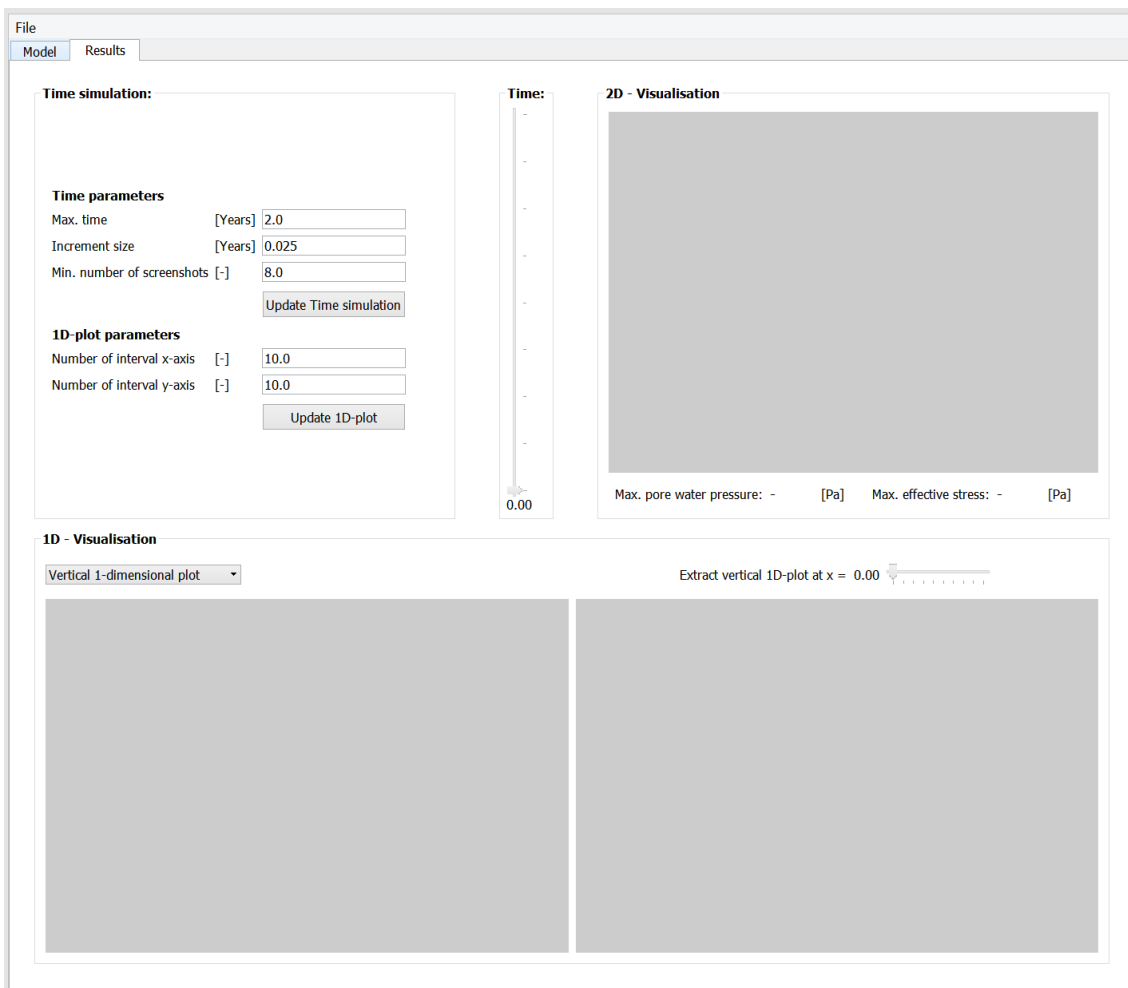 File
Model Results
Time simulation:
Time parameters
Max. time [Years] 2.0
Increment size [Years] 0.025
Min. number of screenshots [-] 8.0
Update Time simulation
1D-plot parameters
Number of interval x-axis [-] 10.0
Number of interval y-axis [-] 10.0
Update 1D-plot
Time:
0.00
2D - Visualisation
Max. pore water pressure: - [Pa] Max. effective stress: - [Pa]
1D - Visualisation
Vertical 1-dimensional plot Extract vertical 1D-plot at x = 0.00